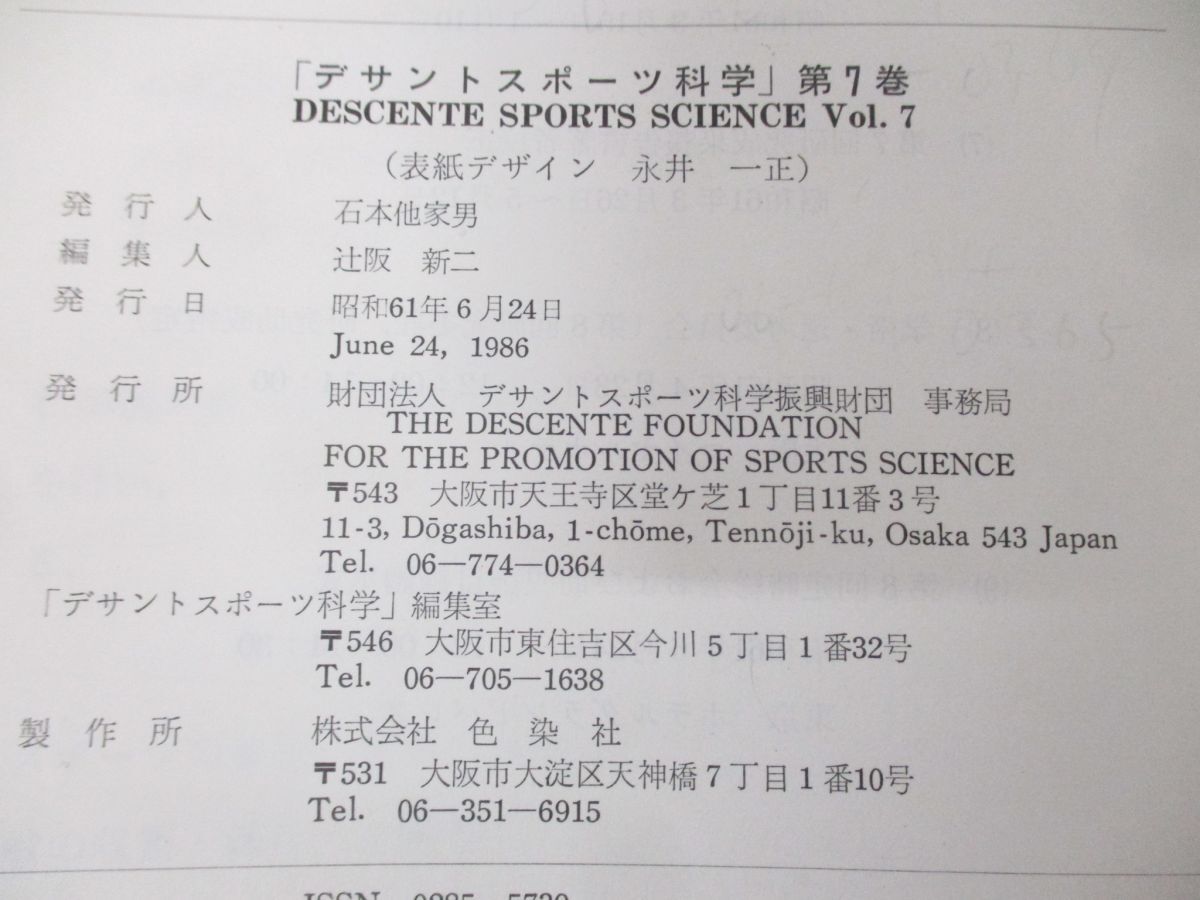 「デサントスポーツ科学」第7巻
DESCENTE SPORTS SCIENCE Vol. 7
（表紙デザイン　永井　一正）
発行人　石本他家男
編集人　辻阪　新二
発行日　昭和61年6月24日
June 24, 1986
発行所　財団法人　デサントスポーツ科学振興財団　事務局
THE DESCENTE FOUNDATION
FOR THE PROMOTION OF SPORTS SCIENCE
〒543　大阪市天王寺区堂ケ芝1丁目11番3号
11-3, Dōgashiba, 1-chōme, Tennōji-ku, Osaka 543 Japan
Tel.　06—774—0364
「デサントスポーツ科学」編集室
〒546　大阪市東住吉区今川5丁目1番32号
Tel.　06—705—1638
製作所　株式会社　色染社
〒531　大阪市大淀区天神橋7丁目1番10号
Tel.　06—351—6915
ISSN　0285—5739